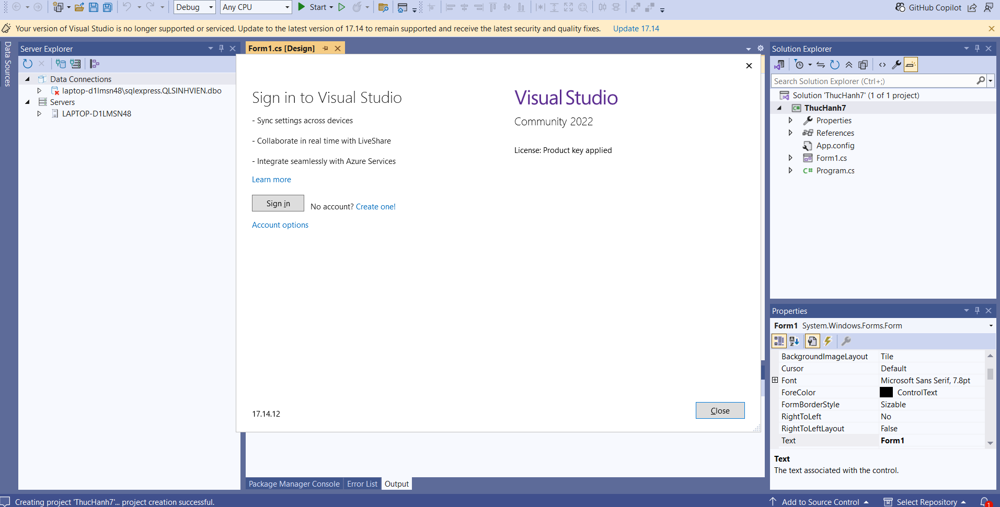 Debug
Any CPU
Start
GitHub Copilot
Your version of Visual Studio is no longer supported or serviced. Update to the latest version of 17.14 to remain supported and receive the latest security and quality fixes. Update 17.14
Data Sources
Server Explorer
Data Connections
laptop-d1lmsn48\sqlexpress.QLSINHVIEN.dbo
Servers
LAPTOP-D1LMSN48
Form1.cs [Design]
Sign in to Visual Studio
- Sync settings across devices
- Collaborate in real time with LiveShare
- Integrate seamlessly with Azure Services
Learn more
Sign in
No account? Create one!
Account options
17.14.12
Visual Studio
Community 2022
License: Product key applied
Close
Package Manager Console
Error List
Output
Solution Explorer
Search Solution Explorer (Ctrl+;)
Solution 'ThucHanh7' (1 of 1 project)
C# ThucHanh7
Properties
References
App.config
Form1.cs
C# Program.cs
Properties
Form1 System.Windows.Forms.Form
BackgroundImageLayout Tile
Cursor Default
Font Microsoft Sans Serif, 7.8pt
ForeColor ControlText
FormBorderStyle Sizable
RightToLeft No
RightToLeftLayout False
Text Form1
Text
The text associated with the control.
Creating project 'ThucHanh7'... project creation successful.
Add to Source Control
Select Repository
1